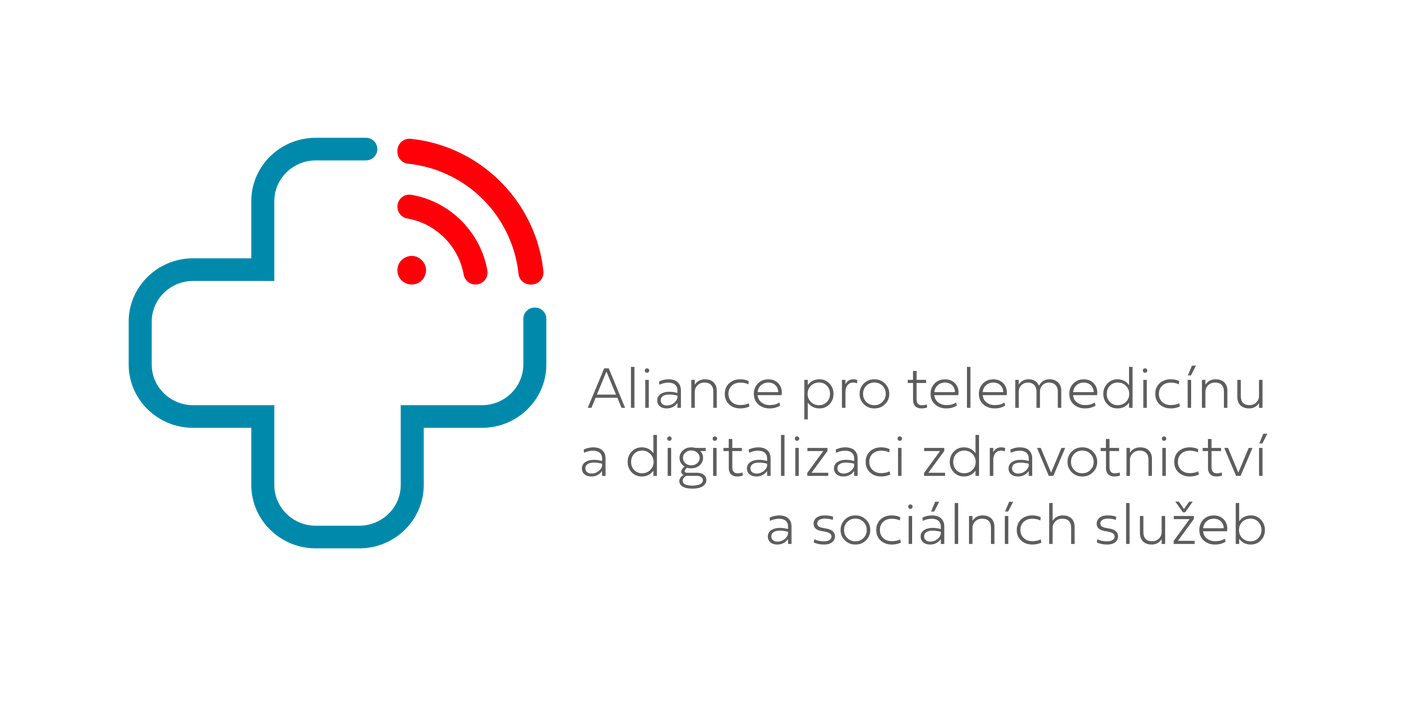 Aliance pro telemedicínu
a digitalizaci zdravotnictví
a sociálních služeb